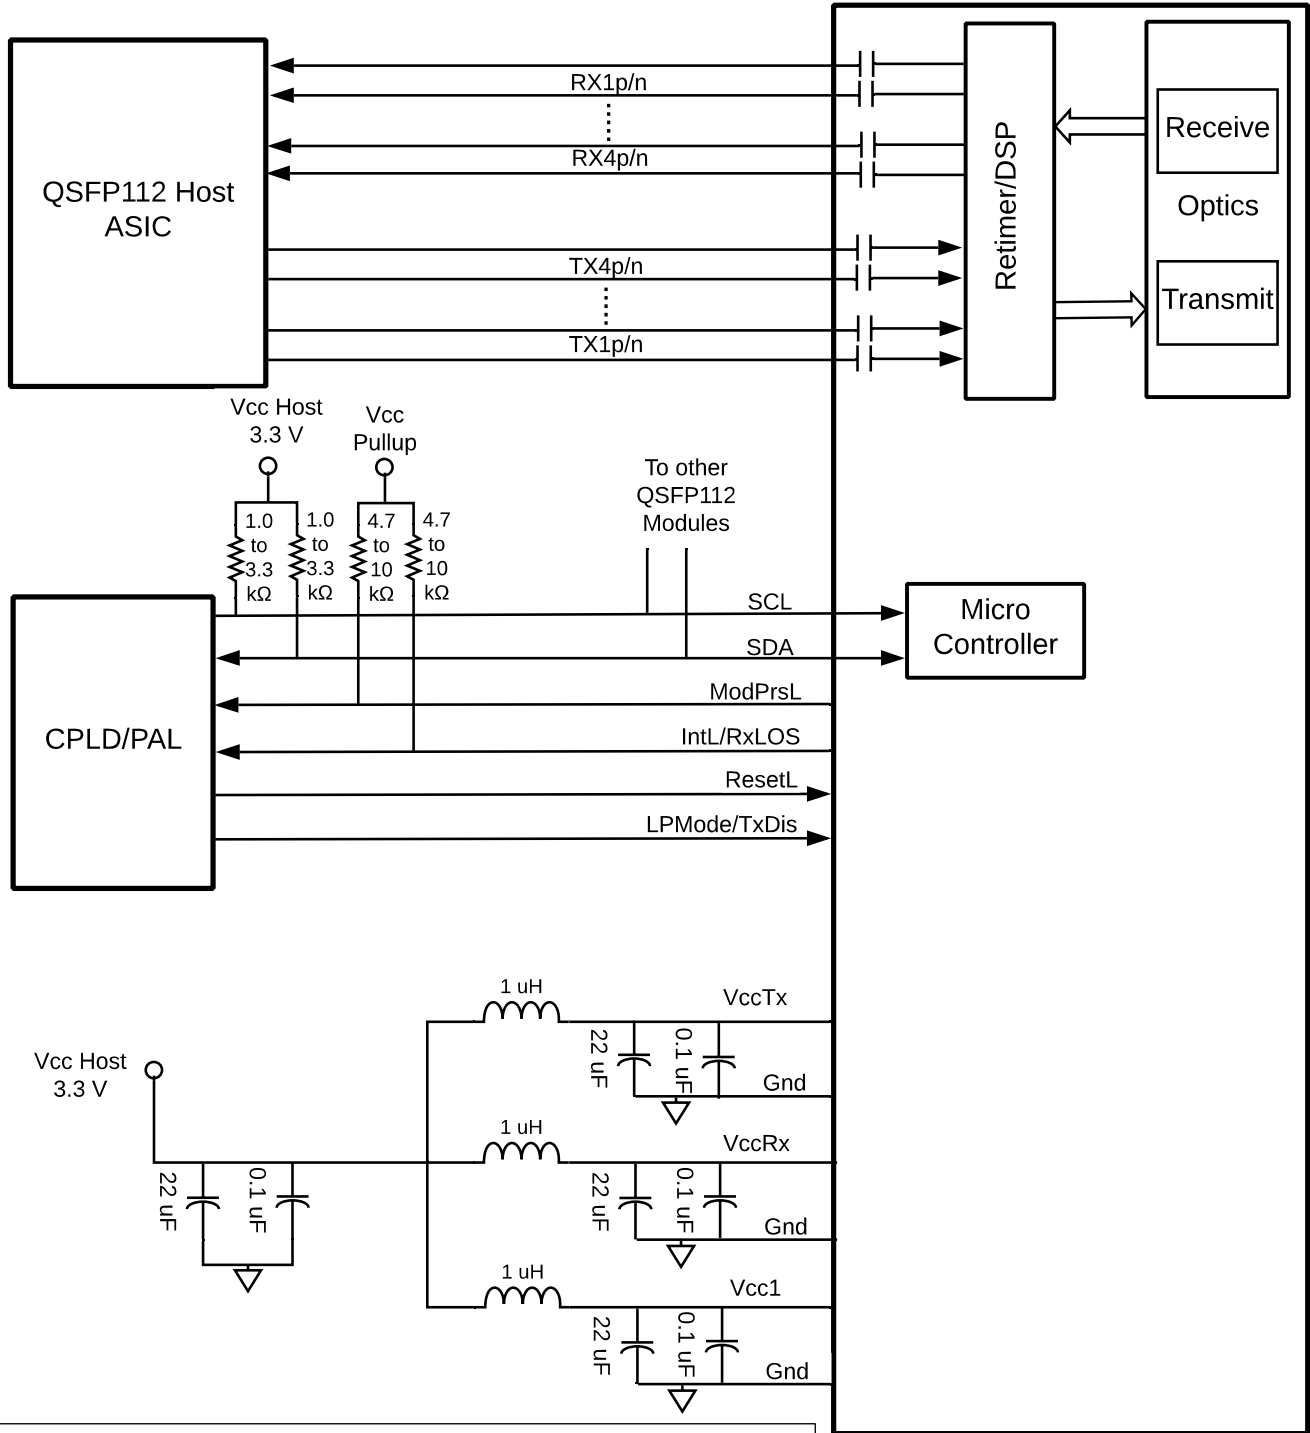 QSFP112 Host
ASIC
RX1p/n
RX4p/n
TX4p/n
TX1p/n
Retimer/DSP
Receive
Optics
Transmit
Vcc Host
3.3 V
Vcc
Pullup
1.0
to
3.3
kΩ
1.0
to
3.3
kΩ
4.7
to
10
kΩ
4.7
to
10
kΩ
To other
QSFP112
Modules
SCL
SDA
ModPrsL
IntL/RxLOS
ResetL
LPMode/TxDis
CPLD/PAL
Micro
Controller
Vcc Host
3.3 V
22 uF
0.1 uF
1 uH
VccTx
22 uF
0.1 uF
Gnd
1 uH
VccRx
22 uF
0.1 uF
Gnd
1 uH
Vcc1
22 uF
0.1 uF
Gnd